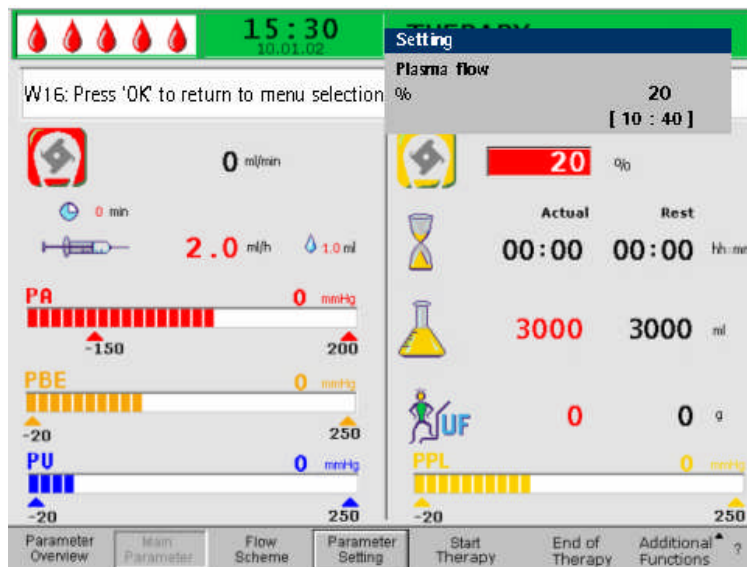 15:30
10.01.02
THERAPY
Setting
Plasma flow
% 20
[ 10 : 40 ]
W16: Press 'OK' to return to menu selection
0 ml/min
20 %
0 min
Actual Rest
2.0 ml/h 1.0 ml
00:00 00:00 hh:mm
PA 0 mmHg
-150 200
3000 3000 ml
PBE 0 mmHg
-20 250
UF 0 0 g
PV 0 mmHg
-20 250
PPL 0 mmHg
-20 250
Parameter Overview
Main Parameter
Flow Scheme
Parameter Setting
Start Therapy
End of Therapy
Additional Functions
?